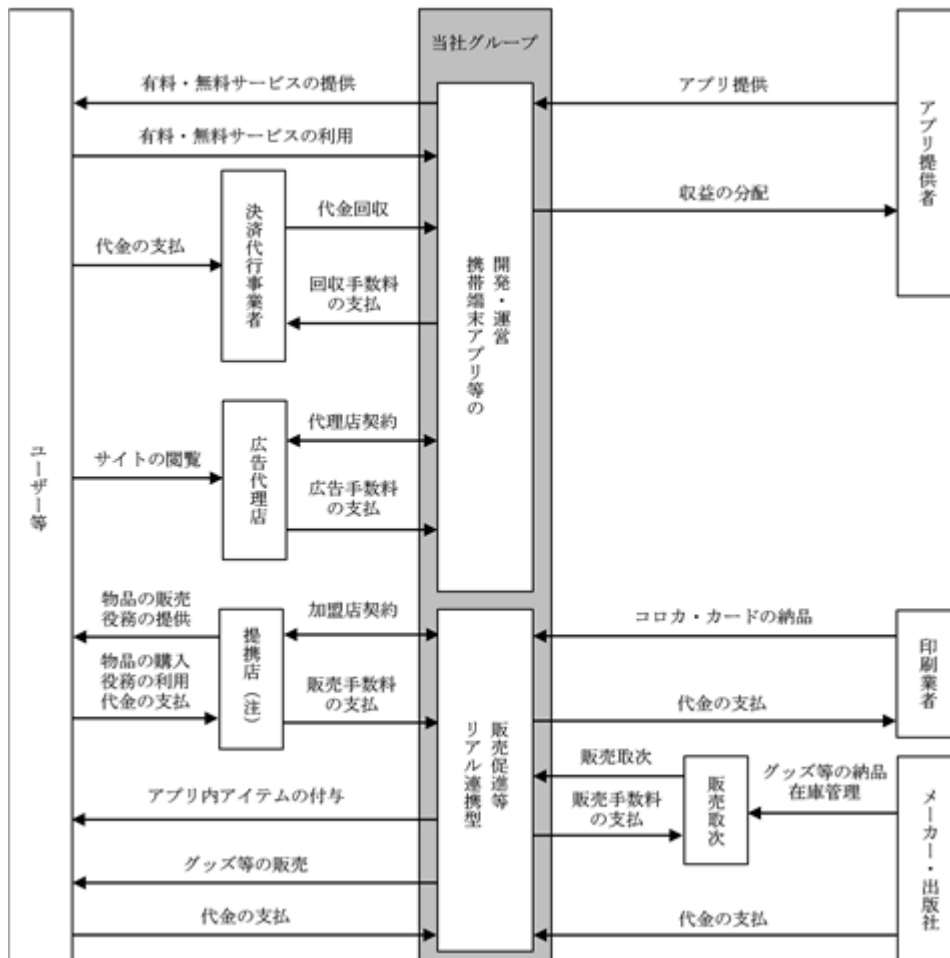 当社グループ
有料・無料サービスの提供
アプリ提供
有料・無料サービスの利用
アプリ提供者
決済代行事業者
代金回収
収益の分配
代金の支払
回収手数料
の支払
開発・運営
携帯端末アプリ等の
ユーザー等
広告代理店
代理店契約
サイトの閲覧
広告手数料
の支払
物品の販売
役務の提供
提携店（注）
加盟店契約
コロカ・カードの納品
印刷業者
物品の購入
役務の利用
代金の支払
販売手数料
の支払
代金の支払
販売促進等
リアル連携型
販売取次
販売手数料
の支払
販売取次
グッズ等の納品
在庫管理
メーカー・出版社
アプリ内アイテムの付与
グッズ等の販売
代金の支払
代金の支払